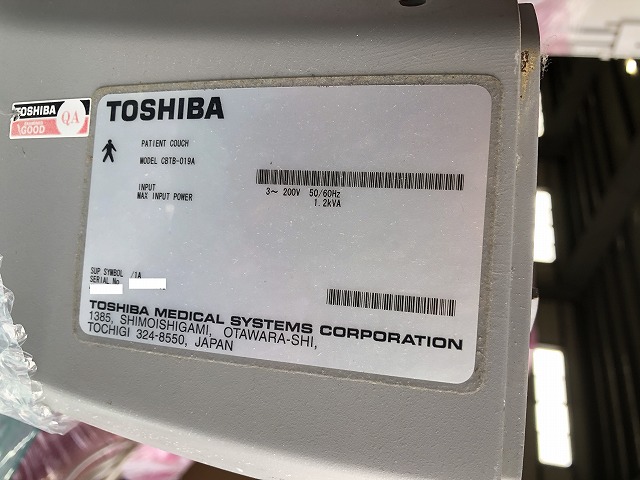 TOSHIBA
QA
GOOD
TOSHIBA
PATIENT COUCH
MODEL CBTB-019A
INPUT 3~ 200V 50/60Hz
MAX INPUT POWER 1.2kVA
SUP SYMBOL /1A
SERIAL No
TOSHIBA MEDICAL SYSTEMS CORPORATION
1385, SHIMOISHIGAMI, OTAWARA-SHI,
TOCHIGI 324-8550, JAPAN